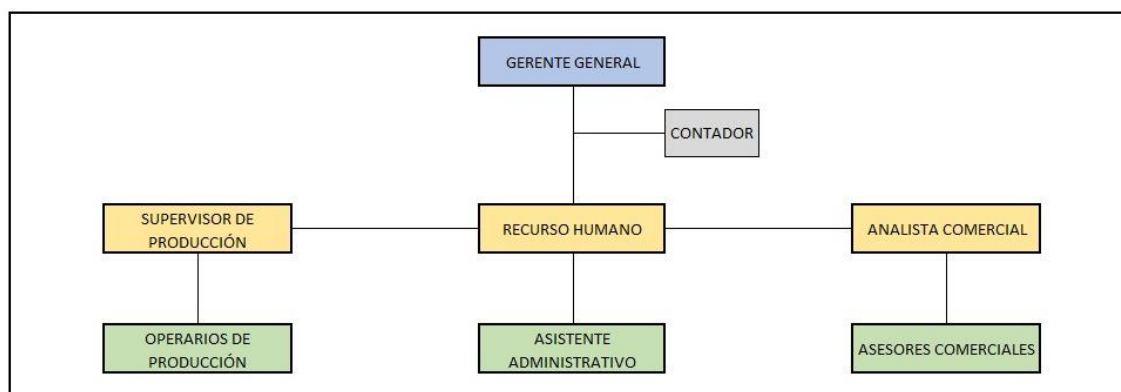 GERENTE GENERAL
CONTADOR
SUPERVISOR DE
PRODUCCIÓN
RECURSO HUMANO
ANALISTA COMERCIAL
OPERARIOS DE
PRODUCCIÓN
ASISTENTE
ADMINISTRATIVO
ASESORES COMERCIALES